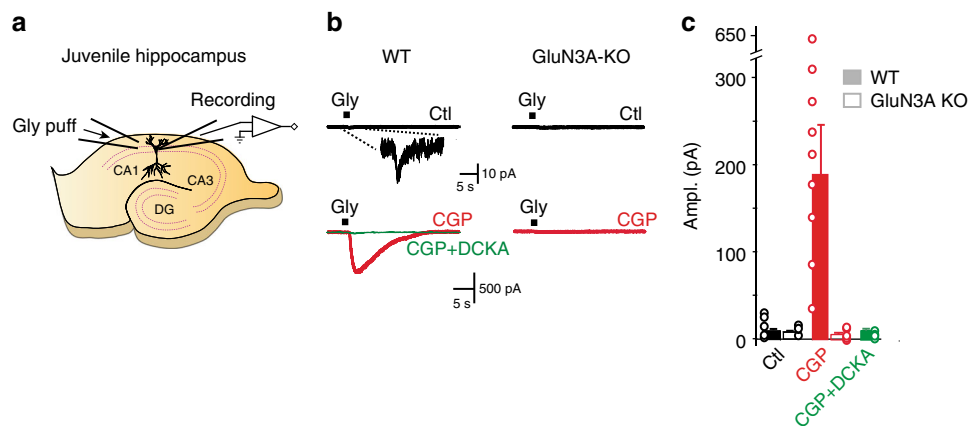 a
Juvenile hippocampus
Recording
Gly puff
CA1
CA3
DG
b
WT
GluN3A-KO
Gly
Ctl
Gly
Ctl
10 pA
5 s
Gly
CGP
CGP+DCKA
Gly
CGP
500 pA
5 s
c
650
300
200
100
0
Ampl. (pA)
WT
GluN3A KO
Ctl
CGP
CGP+DCKA